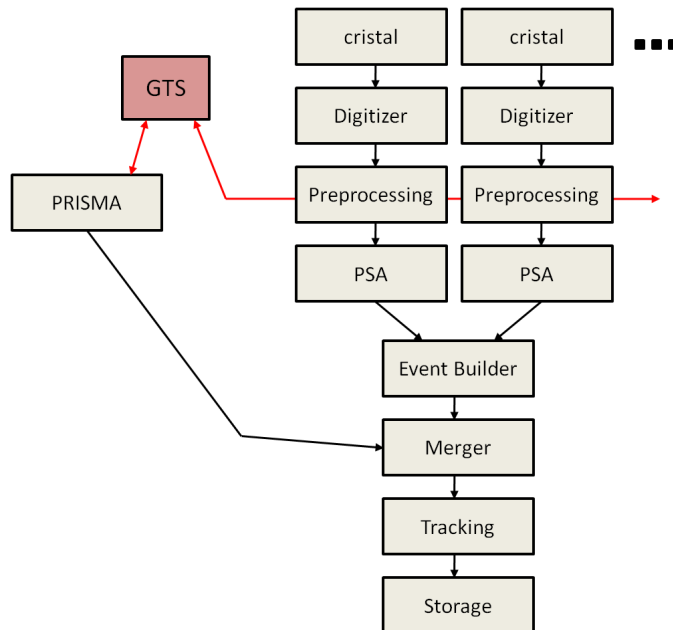 cristal
cristal
GTS
Digitizer
Digitizer
PRISMA
Preprocessing
Preprocessing
PSA
PSA
Event Builder
Merger
Tracking
Storage